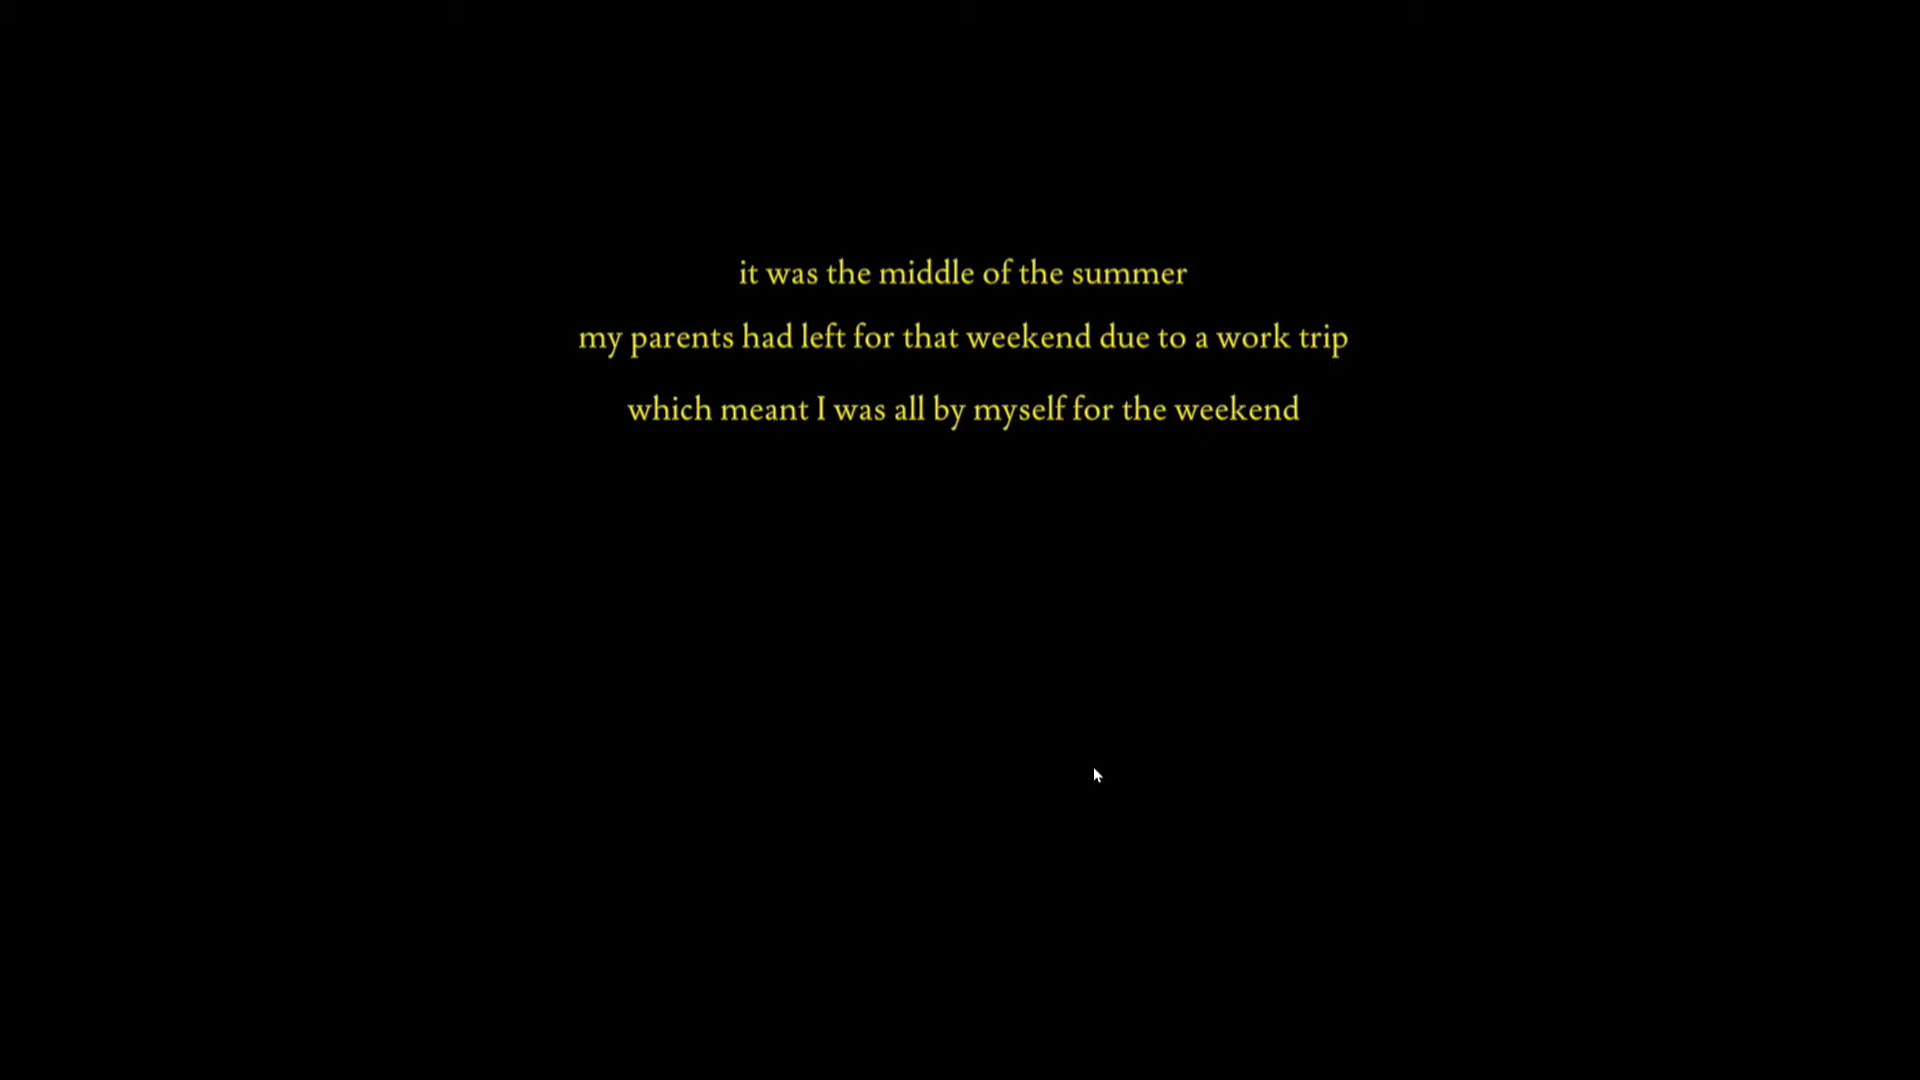 it was the middle of the summer
my parents had left for that weekend due to a work trip
which meant I was all by myself for the weekend